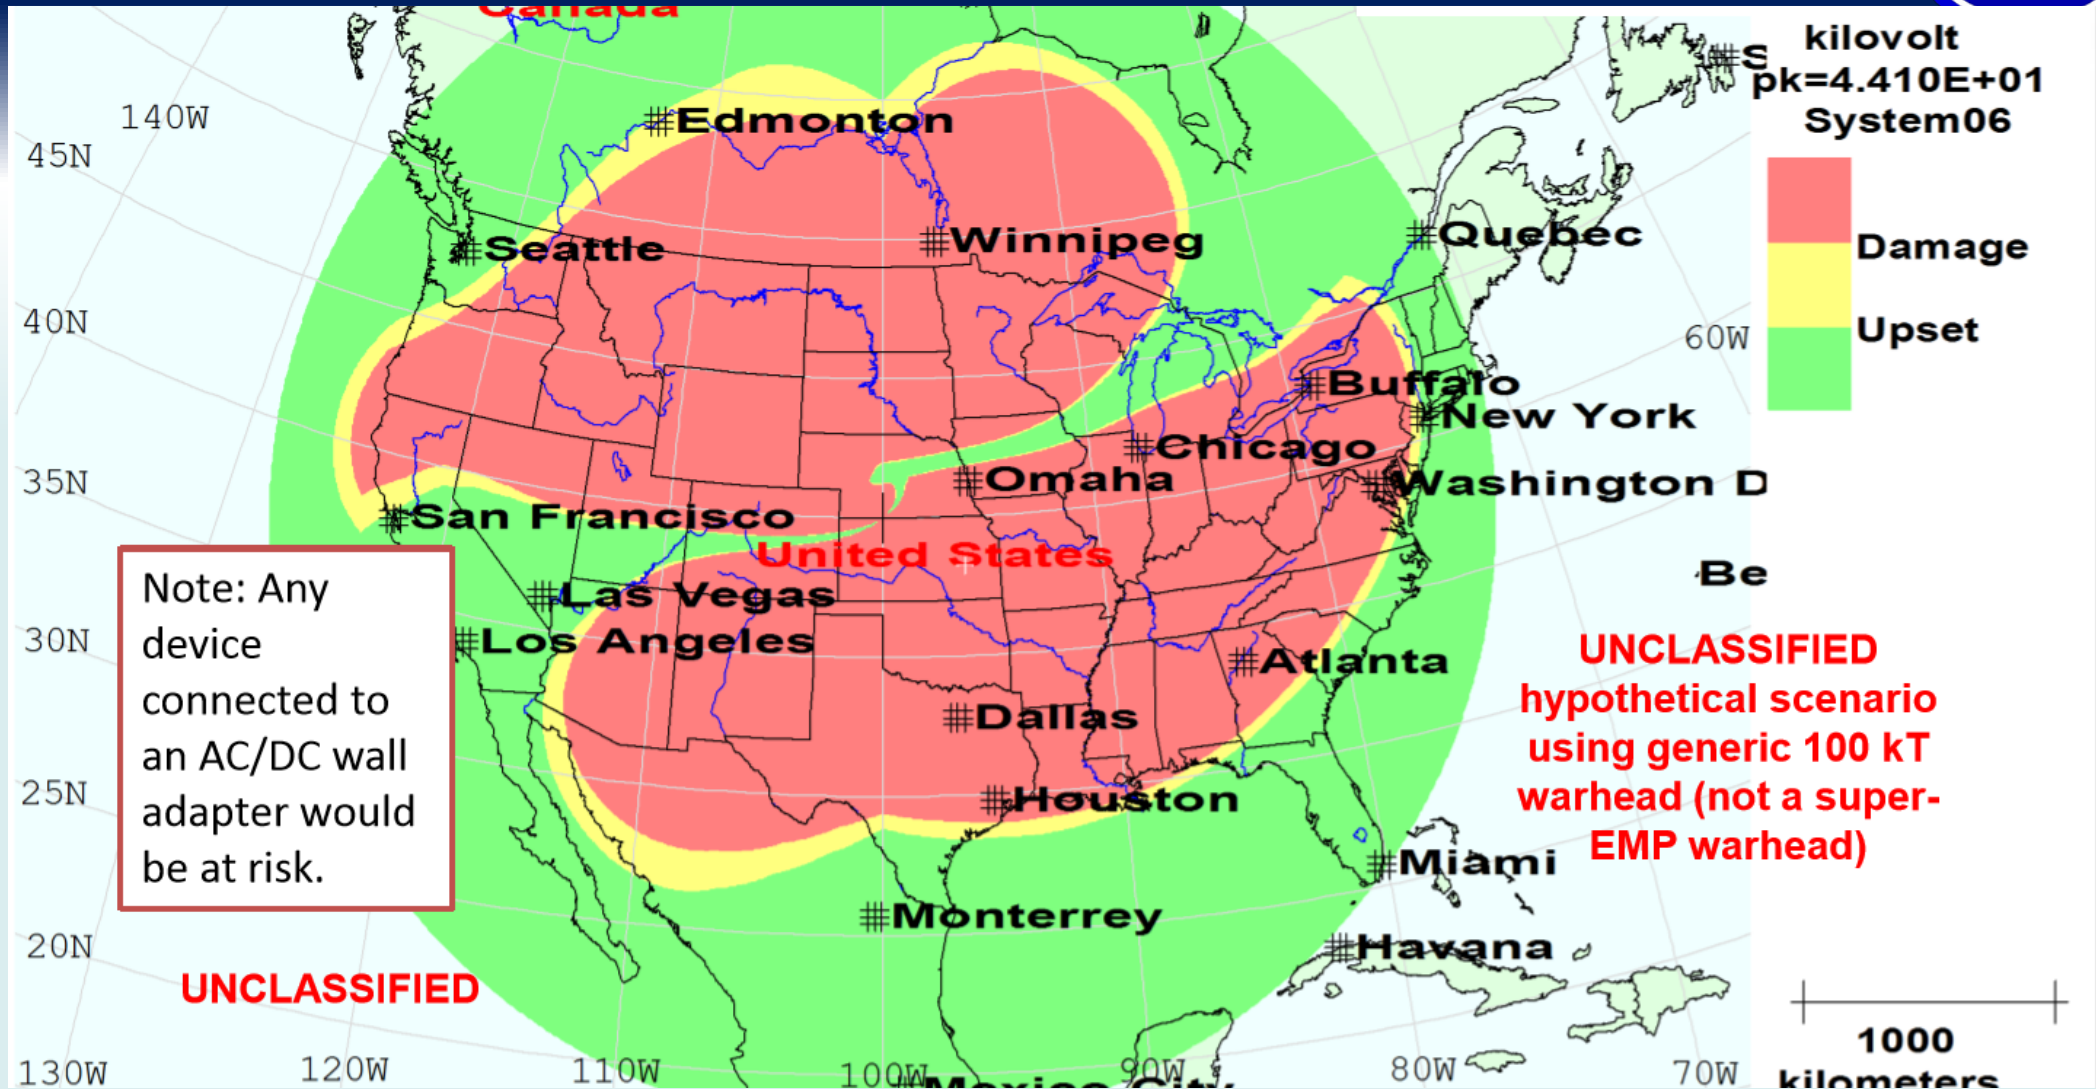 Canada
kilovolt
pk=4.410E+01
System06
140W
Edmonton
45N
Seattle
Winnipeg
Quebec
Damage
Upset
40N
60W
Buffalo
New York
Chicago
35N
Omaha
Washington D
San Francisco
United States
Be
Note: Any
device
connected to
an AC/DC wall
adapter would
be at risk.
Las Vegas
30N
Los Angeles
Atlanta
UNCLASSIFIED
hypothetical scenario
using generic 100 kT
warhead (not a super-
EMP warhead)
Dallas
25N
Houston
Miami
Monterrey
20N
Havana
UNCLASSIFIED
130W
120W
110W
100W
90W
80W
70W
Mexico City
1000
kilometers